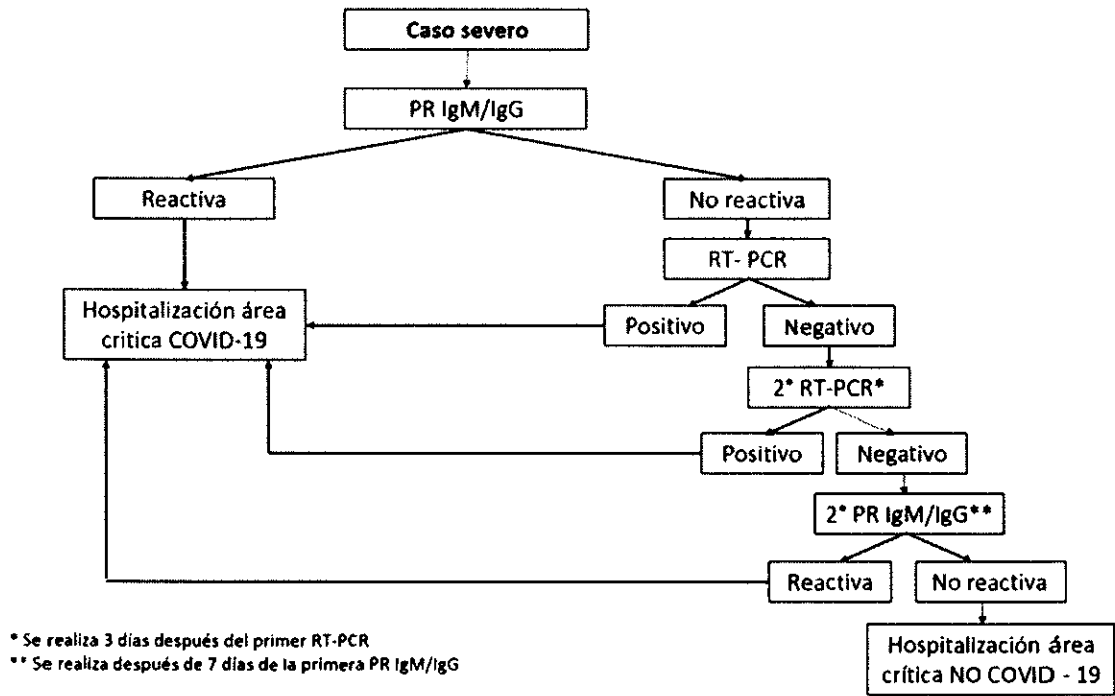 Caso severo
PR IgM/IgG
Reactiva
No reactiva
RT- PCR
Hospitalización área
critica COVID-19
Positivo
Negativo
2° RT-PCR*
Positivo
Negativo
2° PR IgM/IgG**
Reactiva
No reactiva
* Se realiza 3 días después del primer RT-PCR
** Se realiza después de 7 días de la primera PR IgM/IgG
Hospitalización área
crítica NO COVID - 19